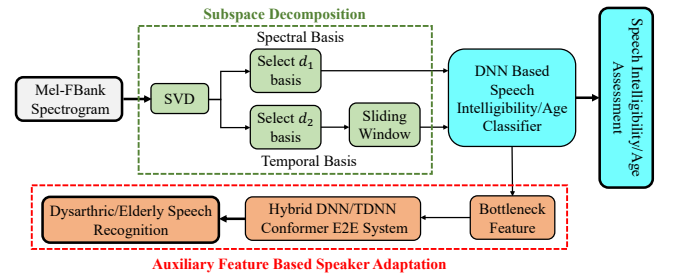 Subspace Decomposition
Spectral Basis
Mel-FBank
Spectrogram
SVD
Select d₁
basis
Select d₂
basis
Sliding
Window
Temporal Basis
DNN Based
Speech
Intelligibility/Age
Classifier
Speech Intelligibility/Age
Assessment
Dysarthric/Elderly Speech
Recognition
Hybrid DNN/TDNN
Conformer E2E System
Bottleneck
Feature
Auxiliary Feature Based Speaker Adaptation